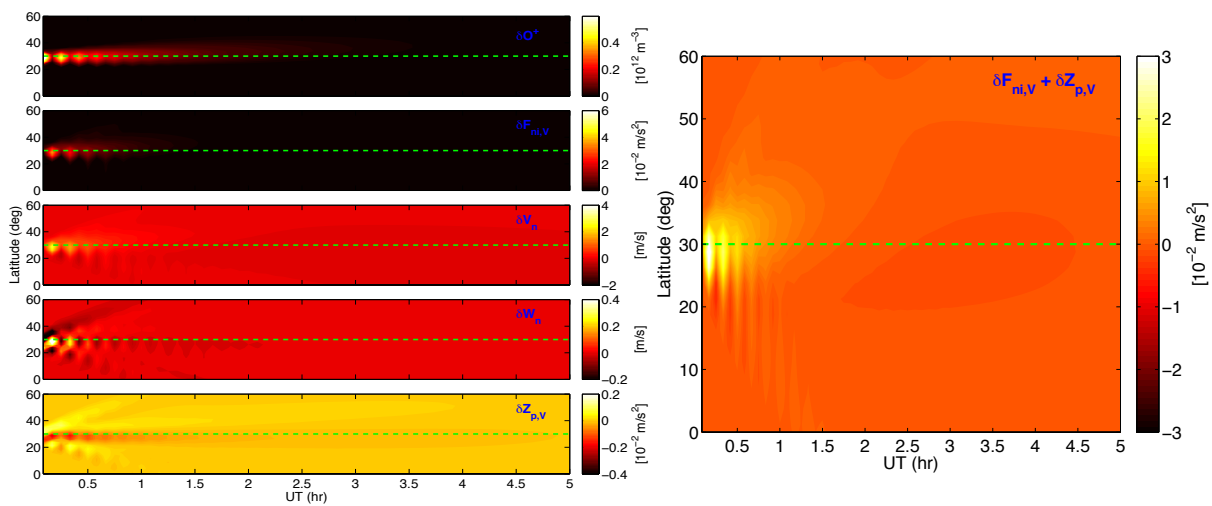 60
40
20
0
δO⁺
0.4
0.2
0
[10¹² m⁻³]
60
40
20
0
δF_ni,V
6
4
2
0
[10⁻² m/s²]
60
40
20
0
δV_n
4
2
0
−2
[m/s]
60
40
20
0
δW_n
0.4
0.2
0
−0.2
[m/s]
60
40
20
0
δZ_p,V
0.2
0
−0.2
−0.4
[10⁻² m/s²]
Latitude (deg)
0.5 1 1.5 2 2.5 3 3.5 4 4.5 5
UT (hr)
60
50
40
30
20
10
0
Latitude (deg)
δF_ni,V + δZ_p,V
0.5 1 1.5 2 2.5 3 3.5 4 4.5 5
UT (hr)
3
2
1
0
−1
−2
−3
[10⁻² m/s²]